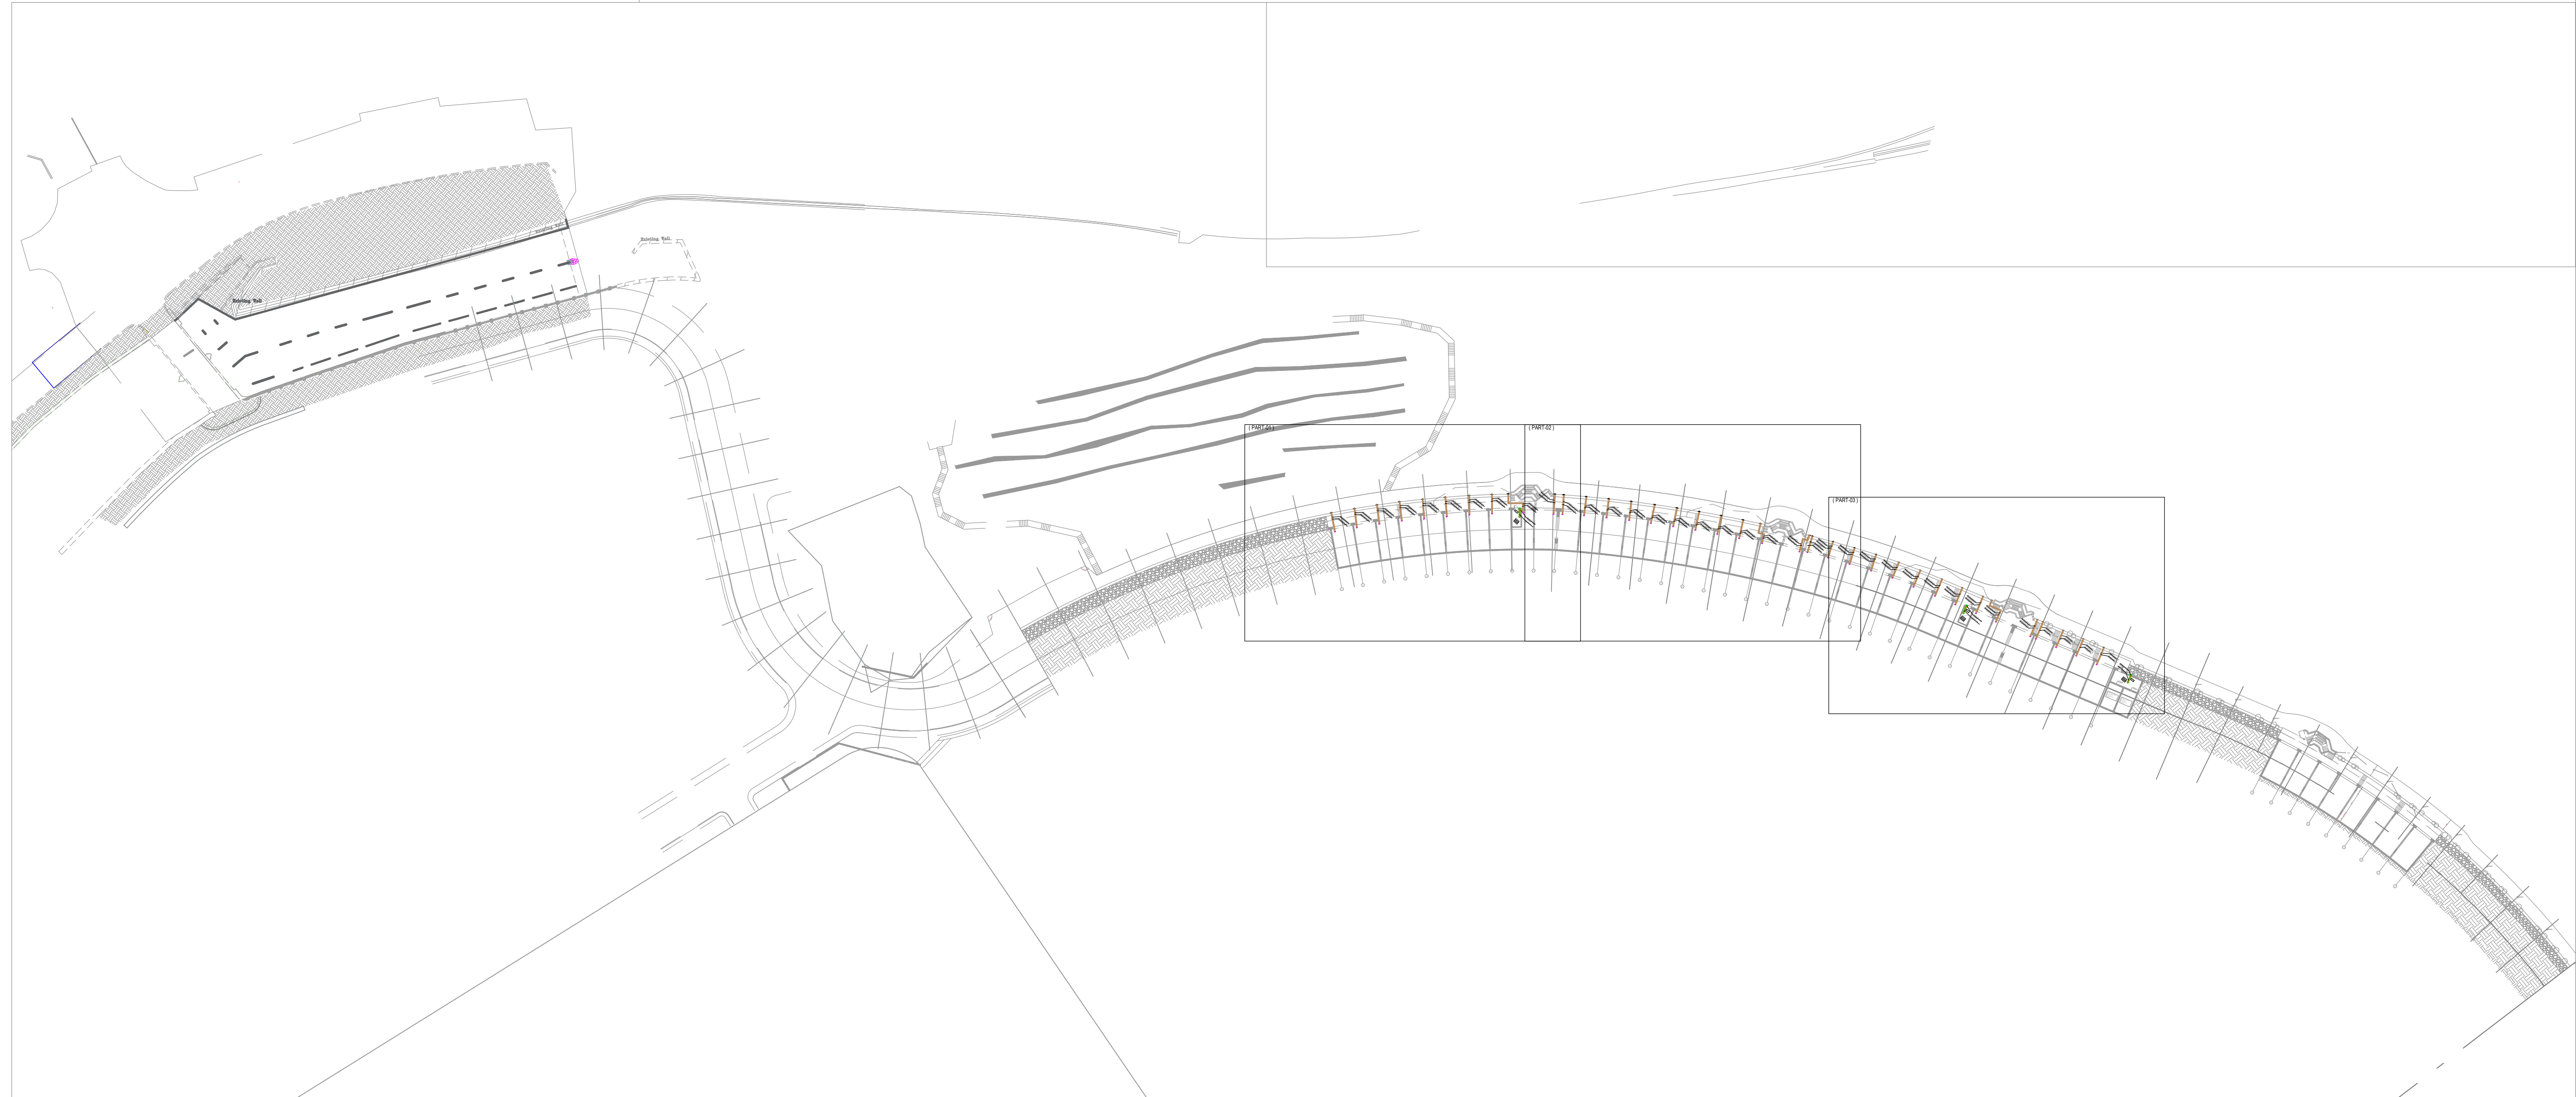 Existing Wall
Existing Wall
Existing Wall
( PART-01 )
( PART-02 )
( PART-03 )